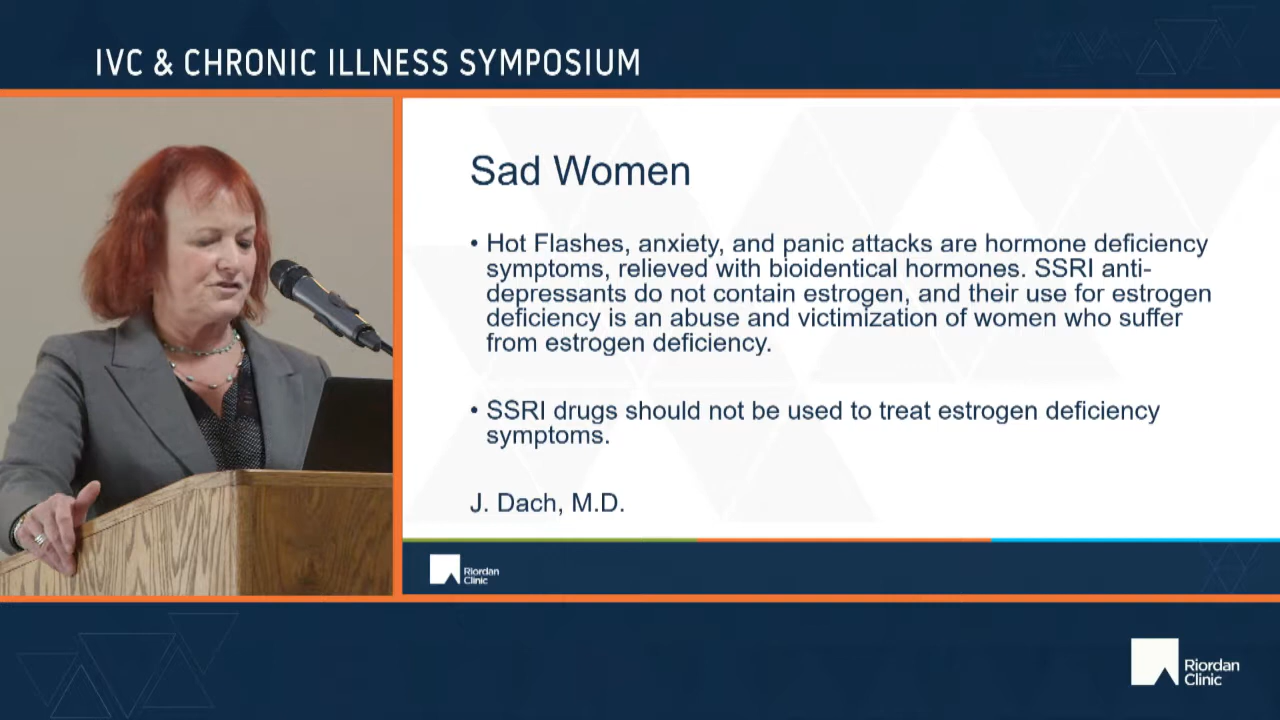 IVC & CHRONIC ILLNESS SYMPOSIUM
Sad Women
• Hot Flashes, anxiety, and panic attacks are hormone deficiency
symptoms, relieved with bioidentical hormones. SSRI anti-
depressants do not contain estrogen, and their use for estrogen
deficiency is an abuse and victimization of women who suffer
from estrogen deficiency.
• SSRI drugs should not be used to treat estrogen deficiency
symptoms.
J. Dach, M.D.
Riordan
Clinic
Riordan
Clinic